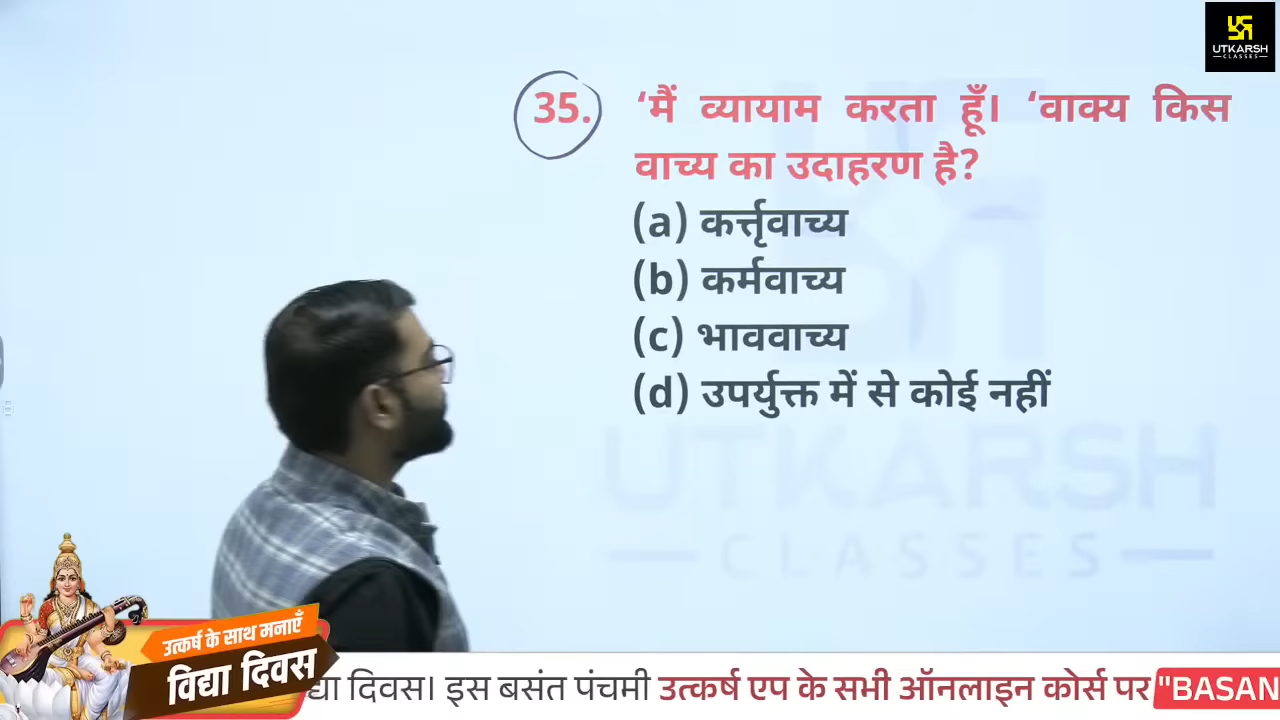 UTKARSH
CLASSES
35. ‘मैं व्यायाम करता हूँ। ‘वाक्य किस
वाच्य का उदाहरण है?
(a) कर्त्तृवाच्य
(b) कर्मवाच्य
(c) भाववाच्य
(d) उपर्युक्त में से कोई नहीं
UTKARSH
CLASSES
उत्कर्ष के साथ मनाएँ
विद्या दिवस
द्या दिवस। इस बसंत पंचमी उत्कर्ष एप के सभी ऑनलाइन कोर्स पर "BASAN